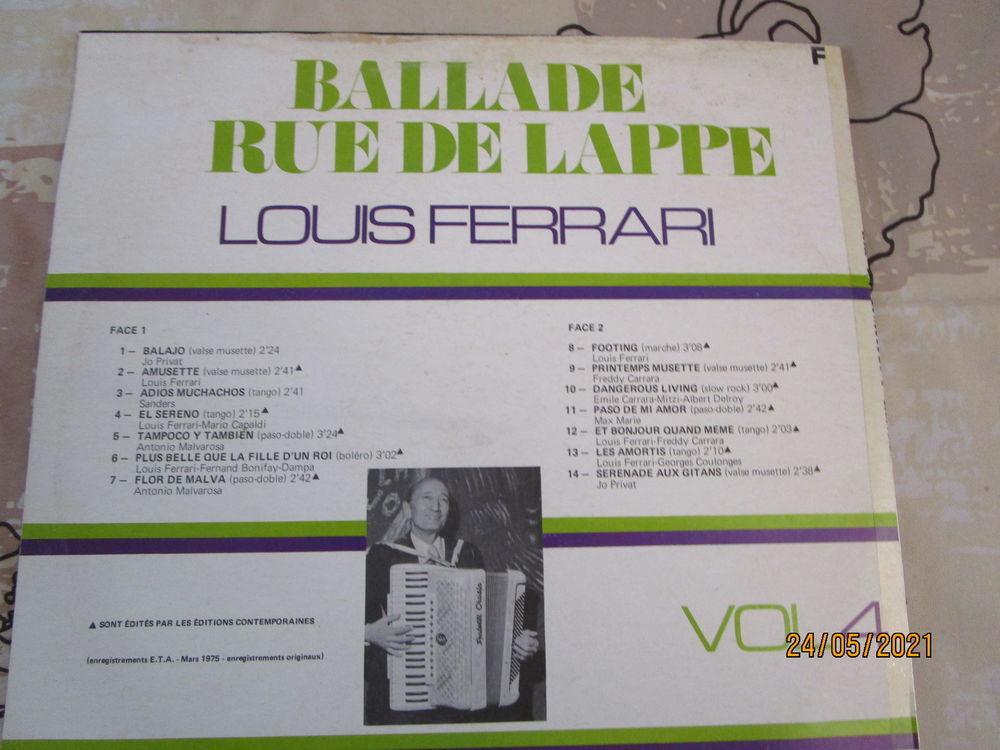 F
BALLADE
RUE DE LAPPE
LOUIS FERRARI
FACE 1
1 – BALAJO (valse musette) 2'24
Jo Privat
2 – AMUSETTE (valse musette) 2'41▲
Louis Ferrari
3 – ADIOS MUCHACHOS (tango) 2'41
Sanders
4 – EL SERENO (tango) 2'15▲
Louis Ferrari-Mario Capaldi
5 – TAMPOCO Y TAMBIEN (paso-doble) 3'24▲
Antonio Malvarosa
6 – PLUS BELLE QUE LA FILLE D'UN ROI (boléro) 3'02▲
Louis Ferrari-Fernand Bonifay-Dampa
7 – FLOR DE MALVA (paso-doble) 2'42▲
Antonio Malvarosa
FACE 2
8 – FOOTING (marche) 3'08▲
Louis Ferrari
9 – PRINTEMPS MUSETTE (valse musette) 2'41▲
Freddy Carrara
10 – DANGEROUS LIVING (slow rock) 3'00▲
Emile Carrara-Mitzi-Albert Delroy
11 – PASO DE MI AMOR (paso-doble) 2'42▲
Max Marie
12 – ET BONJOUR QUAND MEME (tango) 2'03▲
Louis Ferrari-Freddy Carrara
13 – LES AMORTIS (tango) 2'10▲
Louis Ferrari-Georges Coulonges
14 – SERENADE AUX GITANS (valse musette) 2'38▲
Jo Privat
Fratelli Crosio
▲ SONT ÉDITÉS PAR LES ÉDITIONS CONTEMPORAINES
(enregistrements E.T.A. - Mars 1975 - enregistrements originaux)
VOL 4
24/05/2021